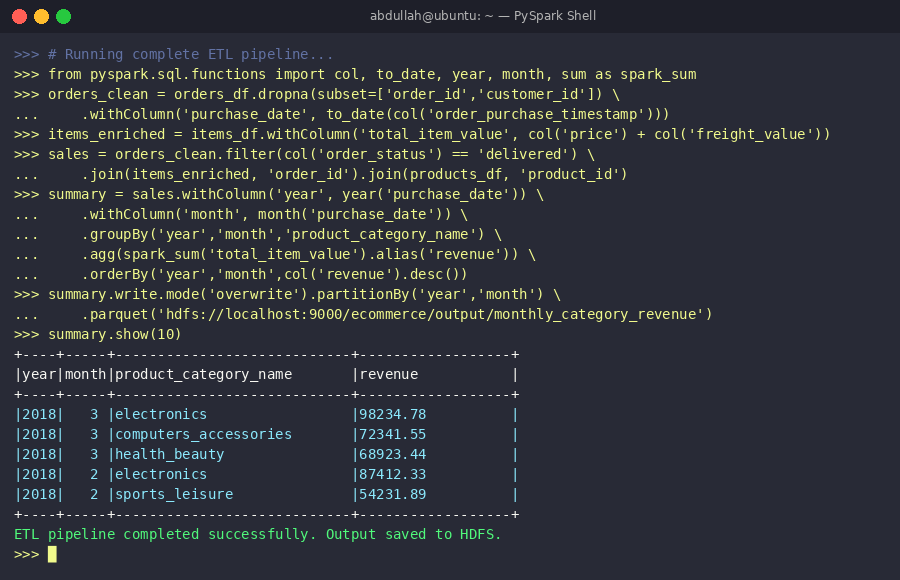 abdullah@ubuntu: ~ — PySpark Shell
>>> # Running complete ETL pipeline...
>>> from pyspark.sql.functions import col, to_date, year, month, sum as spark_sum
>>> orders_clean = orders_df.dropna(subset=['order_id','customer_id']) \
...     .withColumn('purchase_date', to_date(col('order_purchase_timestamp')))
>>> items_enriched = items_df.withColumn('total_item_value', col('price') + col('freight_value'))
>>> sales = orders_clean.filter(col('order_status') == 'delivered') \
...     .join(items_enriched, 'order_id').join(products_df, 'product_id')
>>> summary = sales.withColumn('year', year('purchase_date')) \
...     .withColumn('month', month('purchase_date')) \
...     .groupBy('year','month','product_category_name') \
...     .agg(spark_sum('total_item_value').alias('revenue')) \
...     .orderBy('year','month',col('revenue').desc())
>>> summary.write.mode('overwrite').partitionBy('year','month') \
...     .parquet('hdfs://localhost:9000/ecommerce/output/monthly_category_revenue')
>>> summary.show(10)
+----+-----+----------------------------+------------------+
|year|month|product_category_name       |revenue           |
+----+-----+----------------------------+------------------+
|2018|   3 |electronics                 |98234.78          |
|2018|   3 |computers_accessories       |72341.55          |
|2018|   3 |health_beauty               |68923.44          |
|2018|   2 |electronics                 |87412.33          |
|2018|   2 |sports_leisure              |54231.89          |
+----+-----+----------------------------+------------------+
ETL pipeline completed successfully. Output saved to HDFS.
>>>